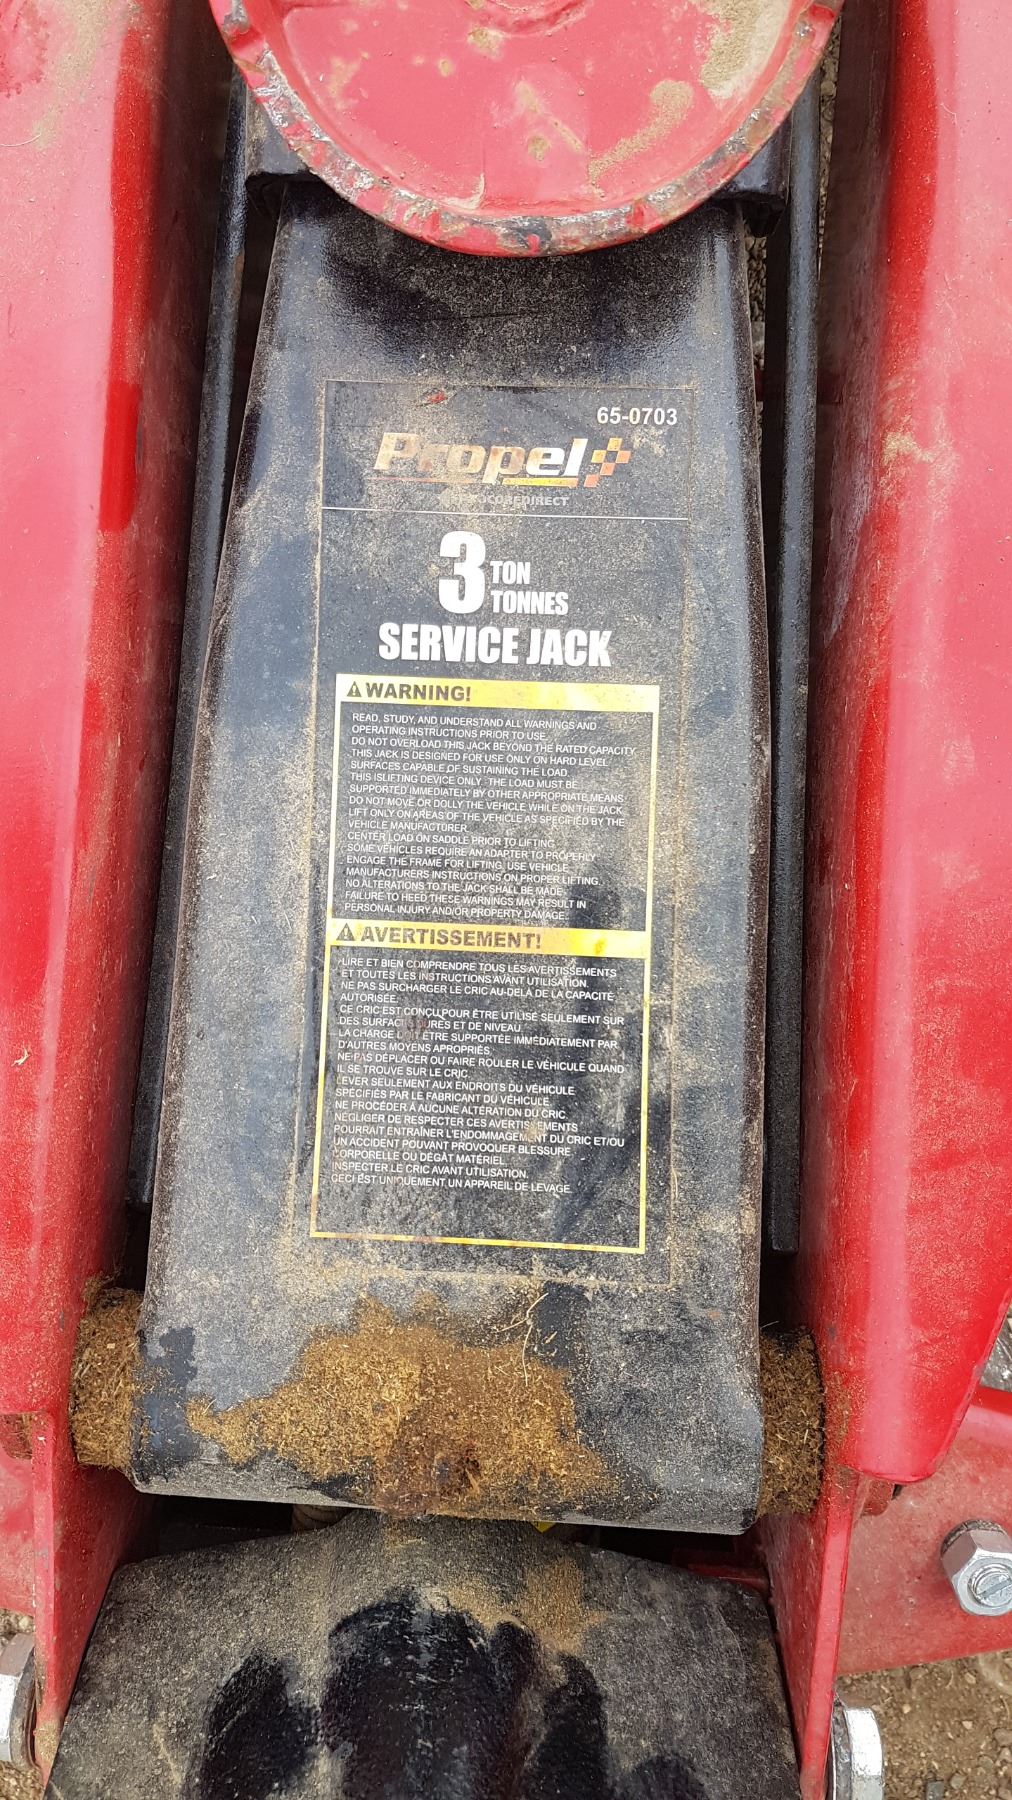 65-0703
Propel
3 TON
TONNES
SERVICE JACK
WARNING!
READ, STUDY, AND UNDERSTAND ALL WARNINGS AND
OPERATING INSTRUCTIONS PRIOR TO USE.
DO NOT OVERLOAD THIS JACK BEYOND THE RATED CAPACITY
THIS JACK IS DESIGNED FOR USE ONLY ON HARD LEVEL
SURFACES CAPABLE OF SUSTAINING THE LOAD.
THIS ISLIFTING DEVICE ONLY. THE LOAD MUST BE
SUPPORTED IMMEDIATELY BY OTHER APPROPRIATE MEANS
DO NOT MOVE OR DOLLY THE VEHICLE WHILE ON THE JACK
LIFT ONLY ON AREAS OF THE VEHICLE AS SPECIFIED BY THE
VEHICLE MANUFACTURER.
CENTER LOAD ON SADDLE PRIOR TO LIFTING
SOME VEHICLES REQUIRE AN ADAPTER TO PROPERLY
ENGAGE THE FRAME FOR LIFTING, USE VEHICLE
MANUFACTURERS INSTRUCTIONS ON PROPER LIFTING.
NO ALTERATIONS TO THE JACK SHALL BE MADE.
FAILURE TO HEED THESE WARNINGS MAY RESULT IN
PERSONAL INJURY AND/OR PROPERTY DAMAGE.
AVERTISSEMENT!
LIRE ET BIEN COMPRENDRE TOUS LES AVERTISSEMENTS
ET TOUTES LES INSTRUCTIONS AVANT UTILISATION.
NE PAS SURCHARGER LE CRIC AU-DELÀ DE LA CAPACITÉ
AUTORISÉE.
CE CRIC EST CONÇU POUR ÊTRE UTILISÉ SEULEMENT SUR
DES SURFACES DURES ET DE NIVEAU
LA CHARGE DOIT ÊTRE SUPPORTÉE IMMÉDIATEMENT PAR
D'AUTRES MOYENS APROPRIÉS.
NE PAS DÉPLACER OU FAIRE ROULER LE VÉHICULE QUAND
IL SE TROUVE SUR LE CRIC.
LEVER SEULEMENT AUX ENDROITS DU VÉHICULE
SPÉCIFIÉS PAR LE FABRICANT DU VÉHICULE.
NE PROCÉDER À AUCUNE ALTÉRATION DU CRIC.
NÉGLIGER DE RESPECTER CES AVERTISSEMENTS
POURRAIT ENTRAÎNER L'ENDOMMAGEMENT DU CRIC ET/OU
UN ACCIDENT POUVANT PROVOQUER BLESSURE
CORPORELLE OU DÉGÂT MATÉRIEL.
INSPECTER LE CRIC AVANT UTILISATION.
CECI EST UNIQUEMENT UN APPAREIL DE LEVAGE.